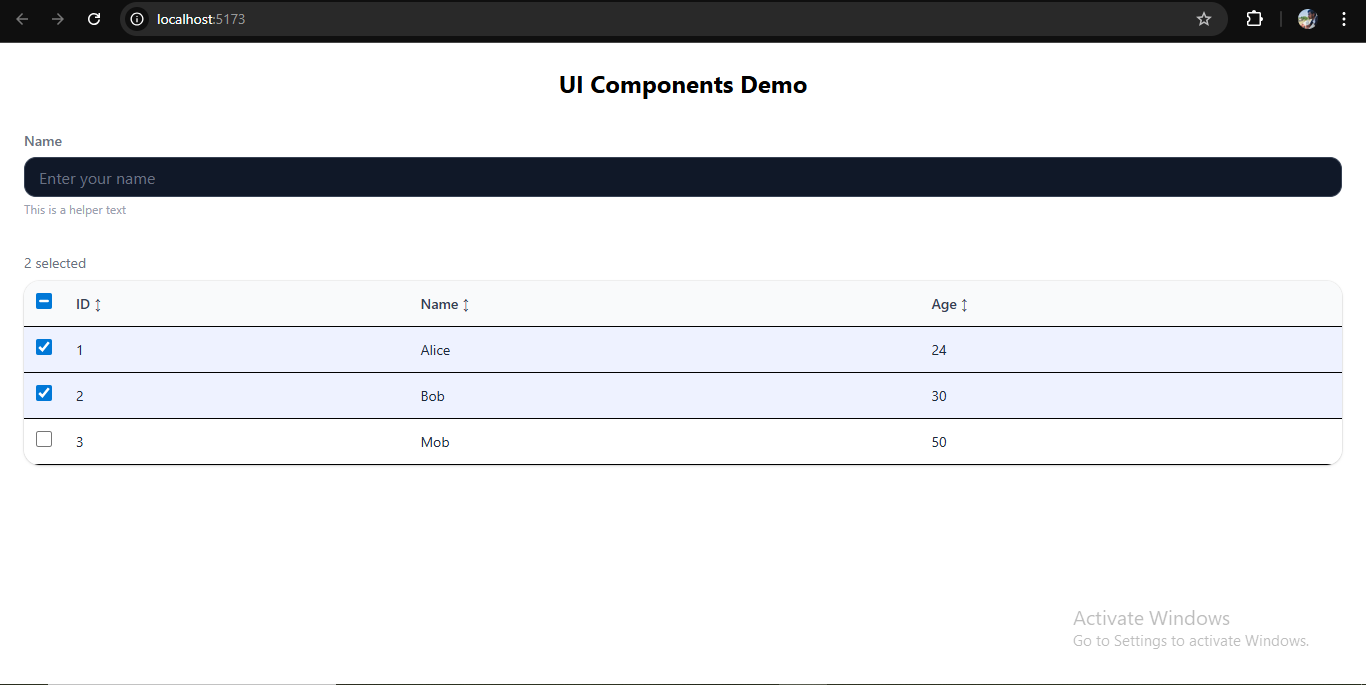 localhost:5173
UI Components Demo
Name
Enter your name
This is a helper text
2 selected
ID ↕ Name ↕ Age ↕
1 Alice 24
2 Bob 30
3 Mob 50
Activate Windows
Go to Settings to activate Windows.